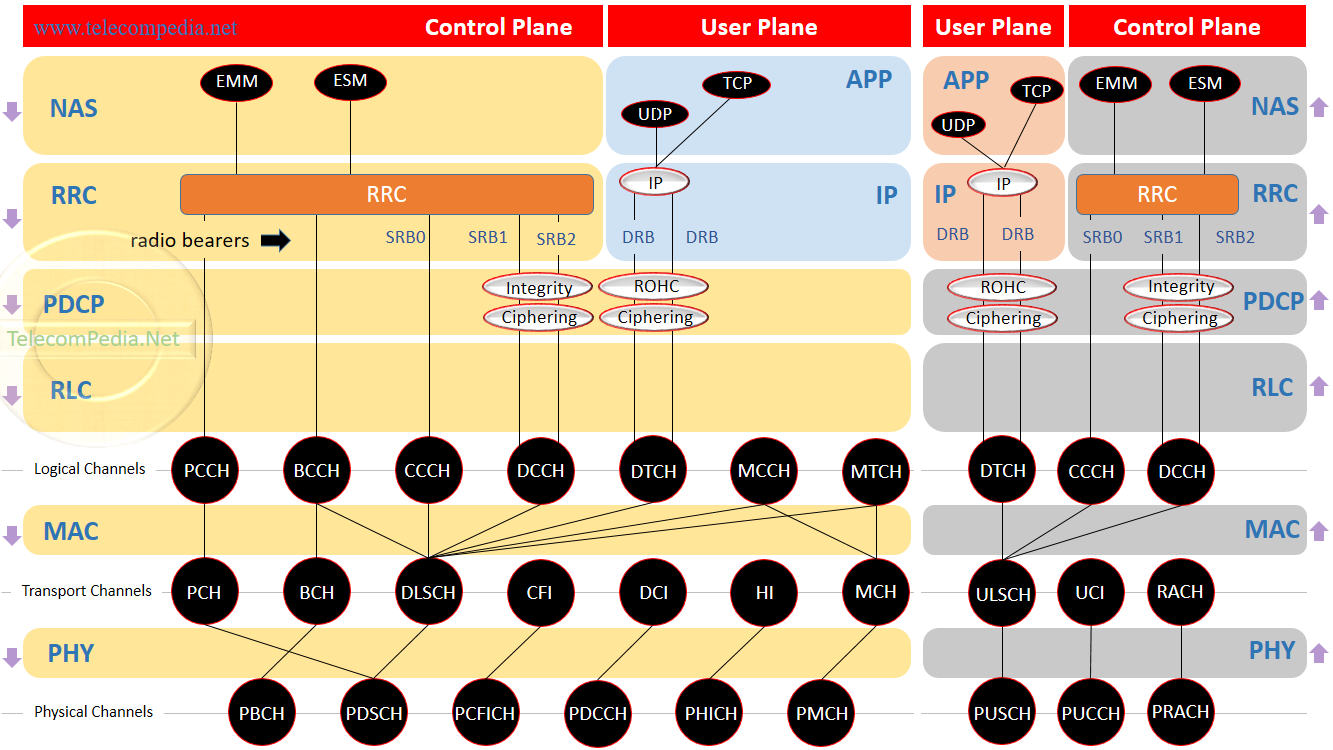 www.telecompedia.net
Control Plane
User Plane
User Plane
Control Plane
NAS
EMM
ESM
UDP
TCP
APP
APP
UDP
TCP
EMM
ESM
NAS
RRC
RRC
IP
IP
IP
IP
RRC
RRC
radio bearers
SRB0
SRB1
SRB2
DRB
DRB
DRB
DRB
SRB0
SRB1
SRB2
PDCP
Integrity
Ciphering
ROHC
Ciphering
ROHC
Ciphering
Integrity
Ciphering
PDCP
TelecomPedia.Net
RLC
RLC
Logical Channels
PCCH
BCCH
CCCH
DCCH
DTCH
MCCH
MTCH
DTCH
CCCH
DCCH
MAC
MAC
Transport Channels
PCH
BCH
DLSCH
CFI
DCI
HI
MCH
ULSCH
UCI
RACH
PHY
PHY
Physical Channels
PBCH
PDSCH
PCFICH
PDCCH
PHICH
PMCH
PUSCH
PUCCH
PRACH